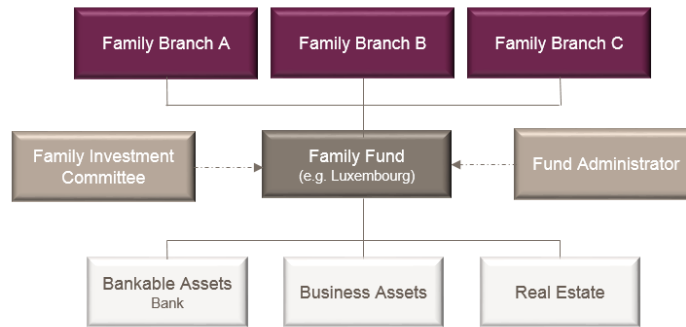 Family Branch A
Family Branch B
Family Branch C
Family Investment
Committee
Family Fund
(e.g. Luxembourg)
Fund Administrator
Bankable Assets
Bank
Business Assets
Real Estate